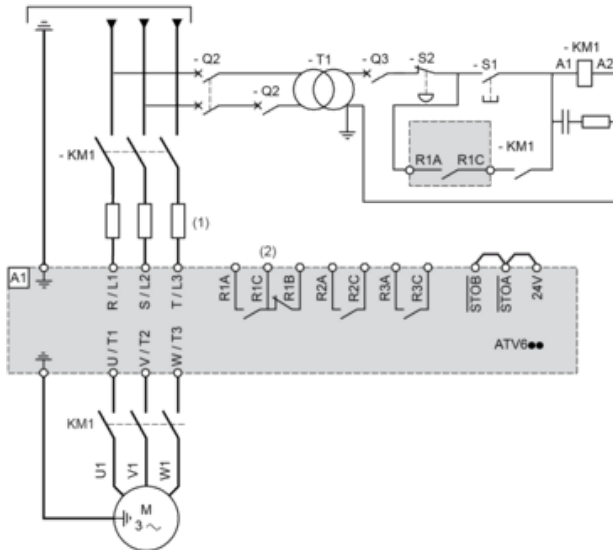 - Q2
- T1
- Q3
- S2
- S1
- KM1
A1
A2
- Q2
- KM1
R1A
R1C
- KM1
(1)
(2)
A1
R / L1
S / L2
T / L3
R1A
R1C
R1B
R2A
R2C
R3A
R3C
STOB
STOA
24V
U / T1
V / T2
W / T3
ATV6●●
KM1
U1
V1
W1
M
3 ~